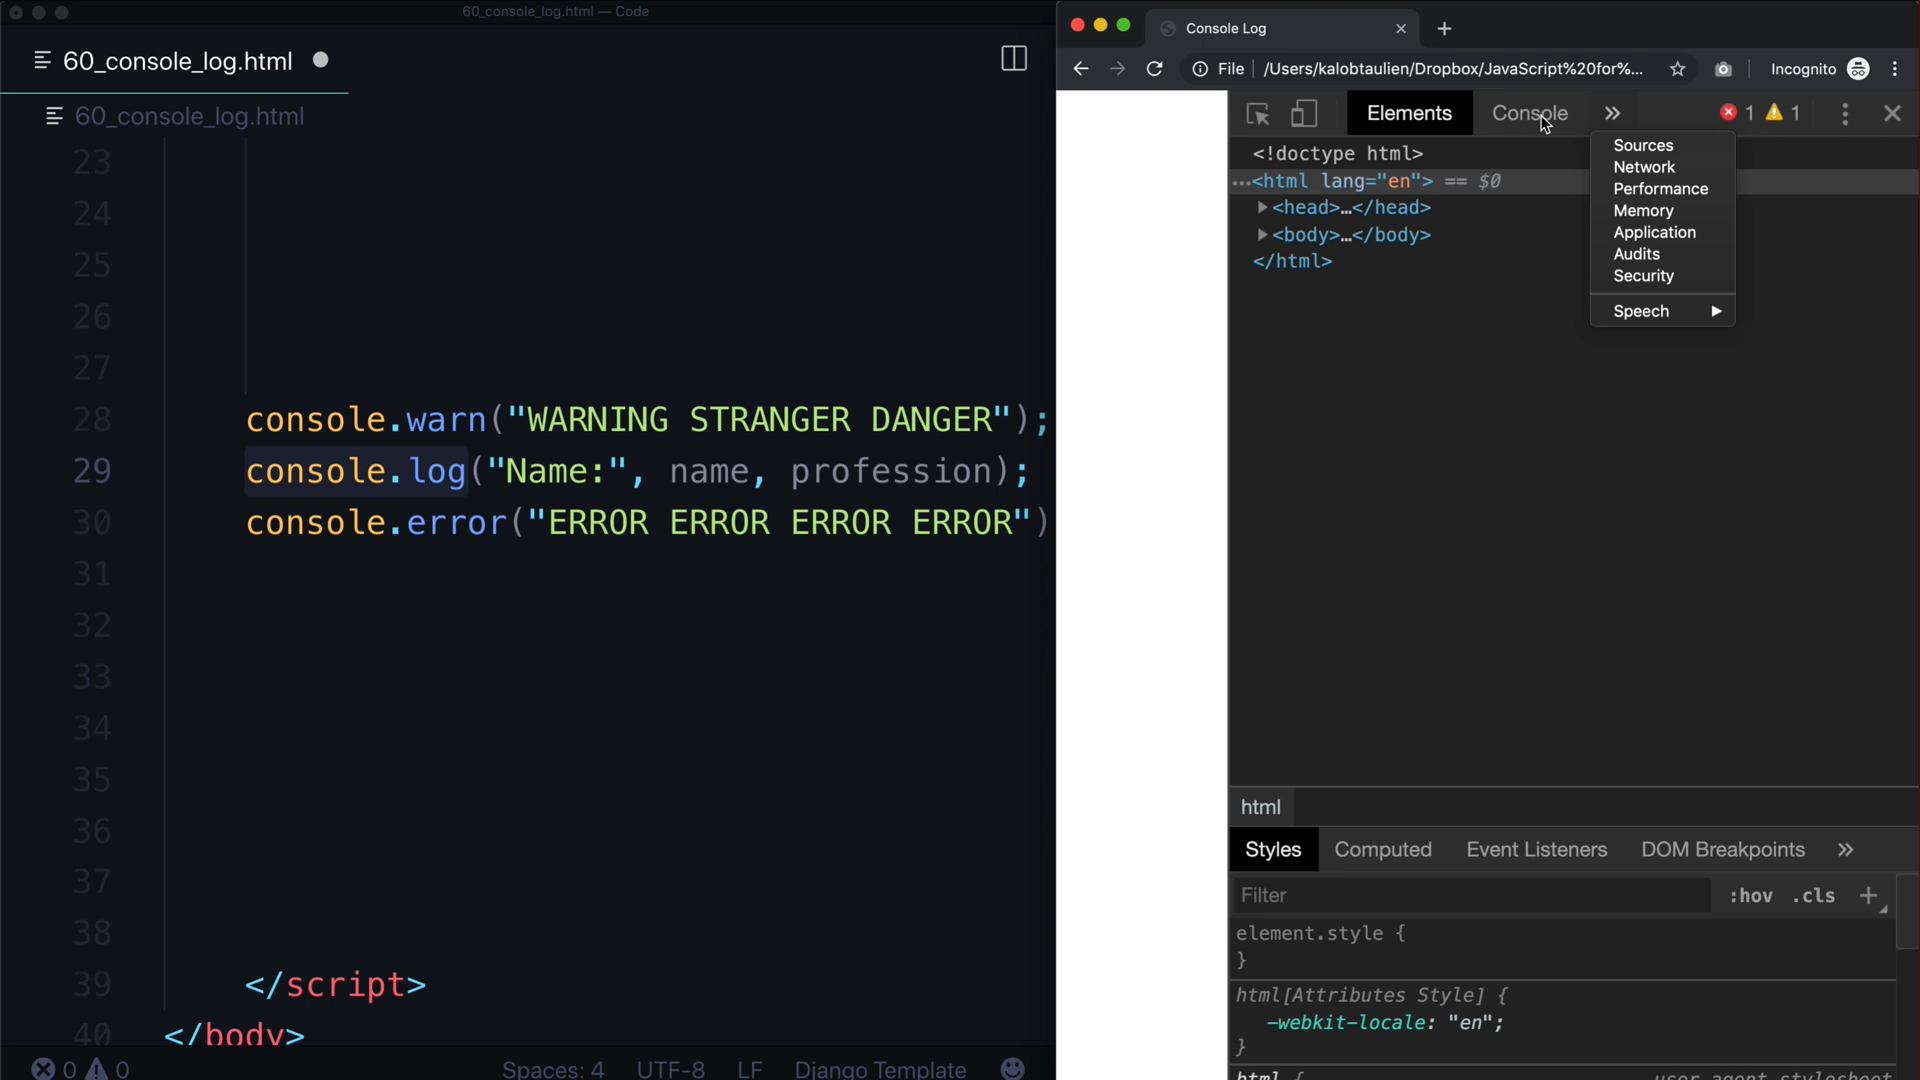 60_console_log.html — Code
60_console_log.html
60_console_log.html
23
24
25
26
27
28 console.warn("WARNING STRANGER DANGER");
29 console.log("Name:", name, profession);
30 console.error("ERROR ERROR ERROR ERROR")
31
32
33
34
35
36
37
38
39 </script>
40 </body>
0 0 Spaces: 4 UTF-8 LF Django Template
Console Log
File /Users/kalobtaulien/Dropbox/JavaScript%20for%... Incognito
Elements Console » 1 1
<!doctype html>
...<html lang="en"> == $0
<head>…</head>
<body>…</body>
</html>
Sources
Network
Performance
Memory
Application
Audits
Security
Speech
html
Styles Computed Event Listeners DOM Breakpoints »
Filter :hov .cls +
element.style {
}
html[Attributes Style] {
-webkit-locale: "en";
}
html { user agent stylesheet